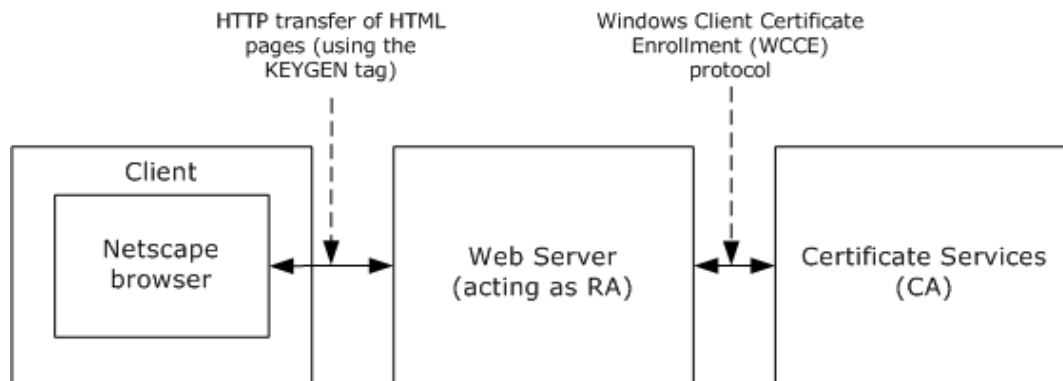 HTTP transfer of HTML
pages (using the
KEYGEN tag)
Windows Client Certificate
Enrollment (WCCE)
protocol
Client
Netscape
browser
Web Server
(acting as RA)
Certificate Services
(CA)